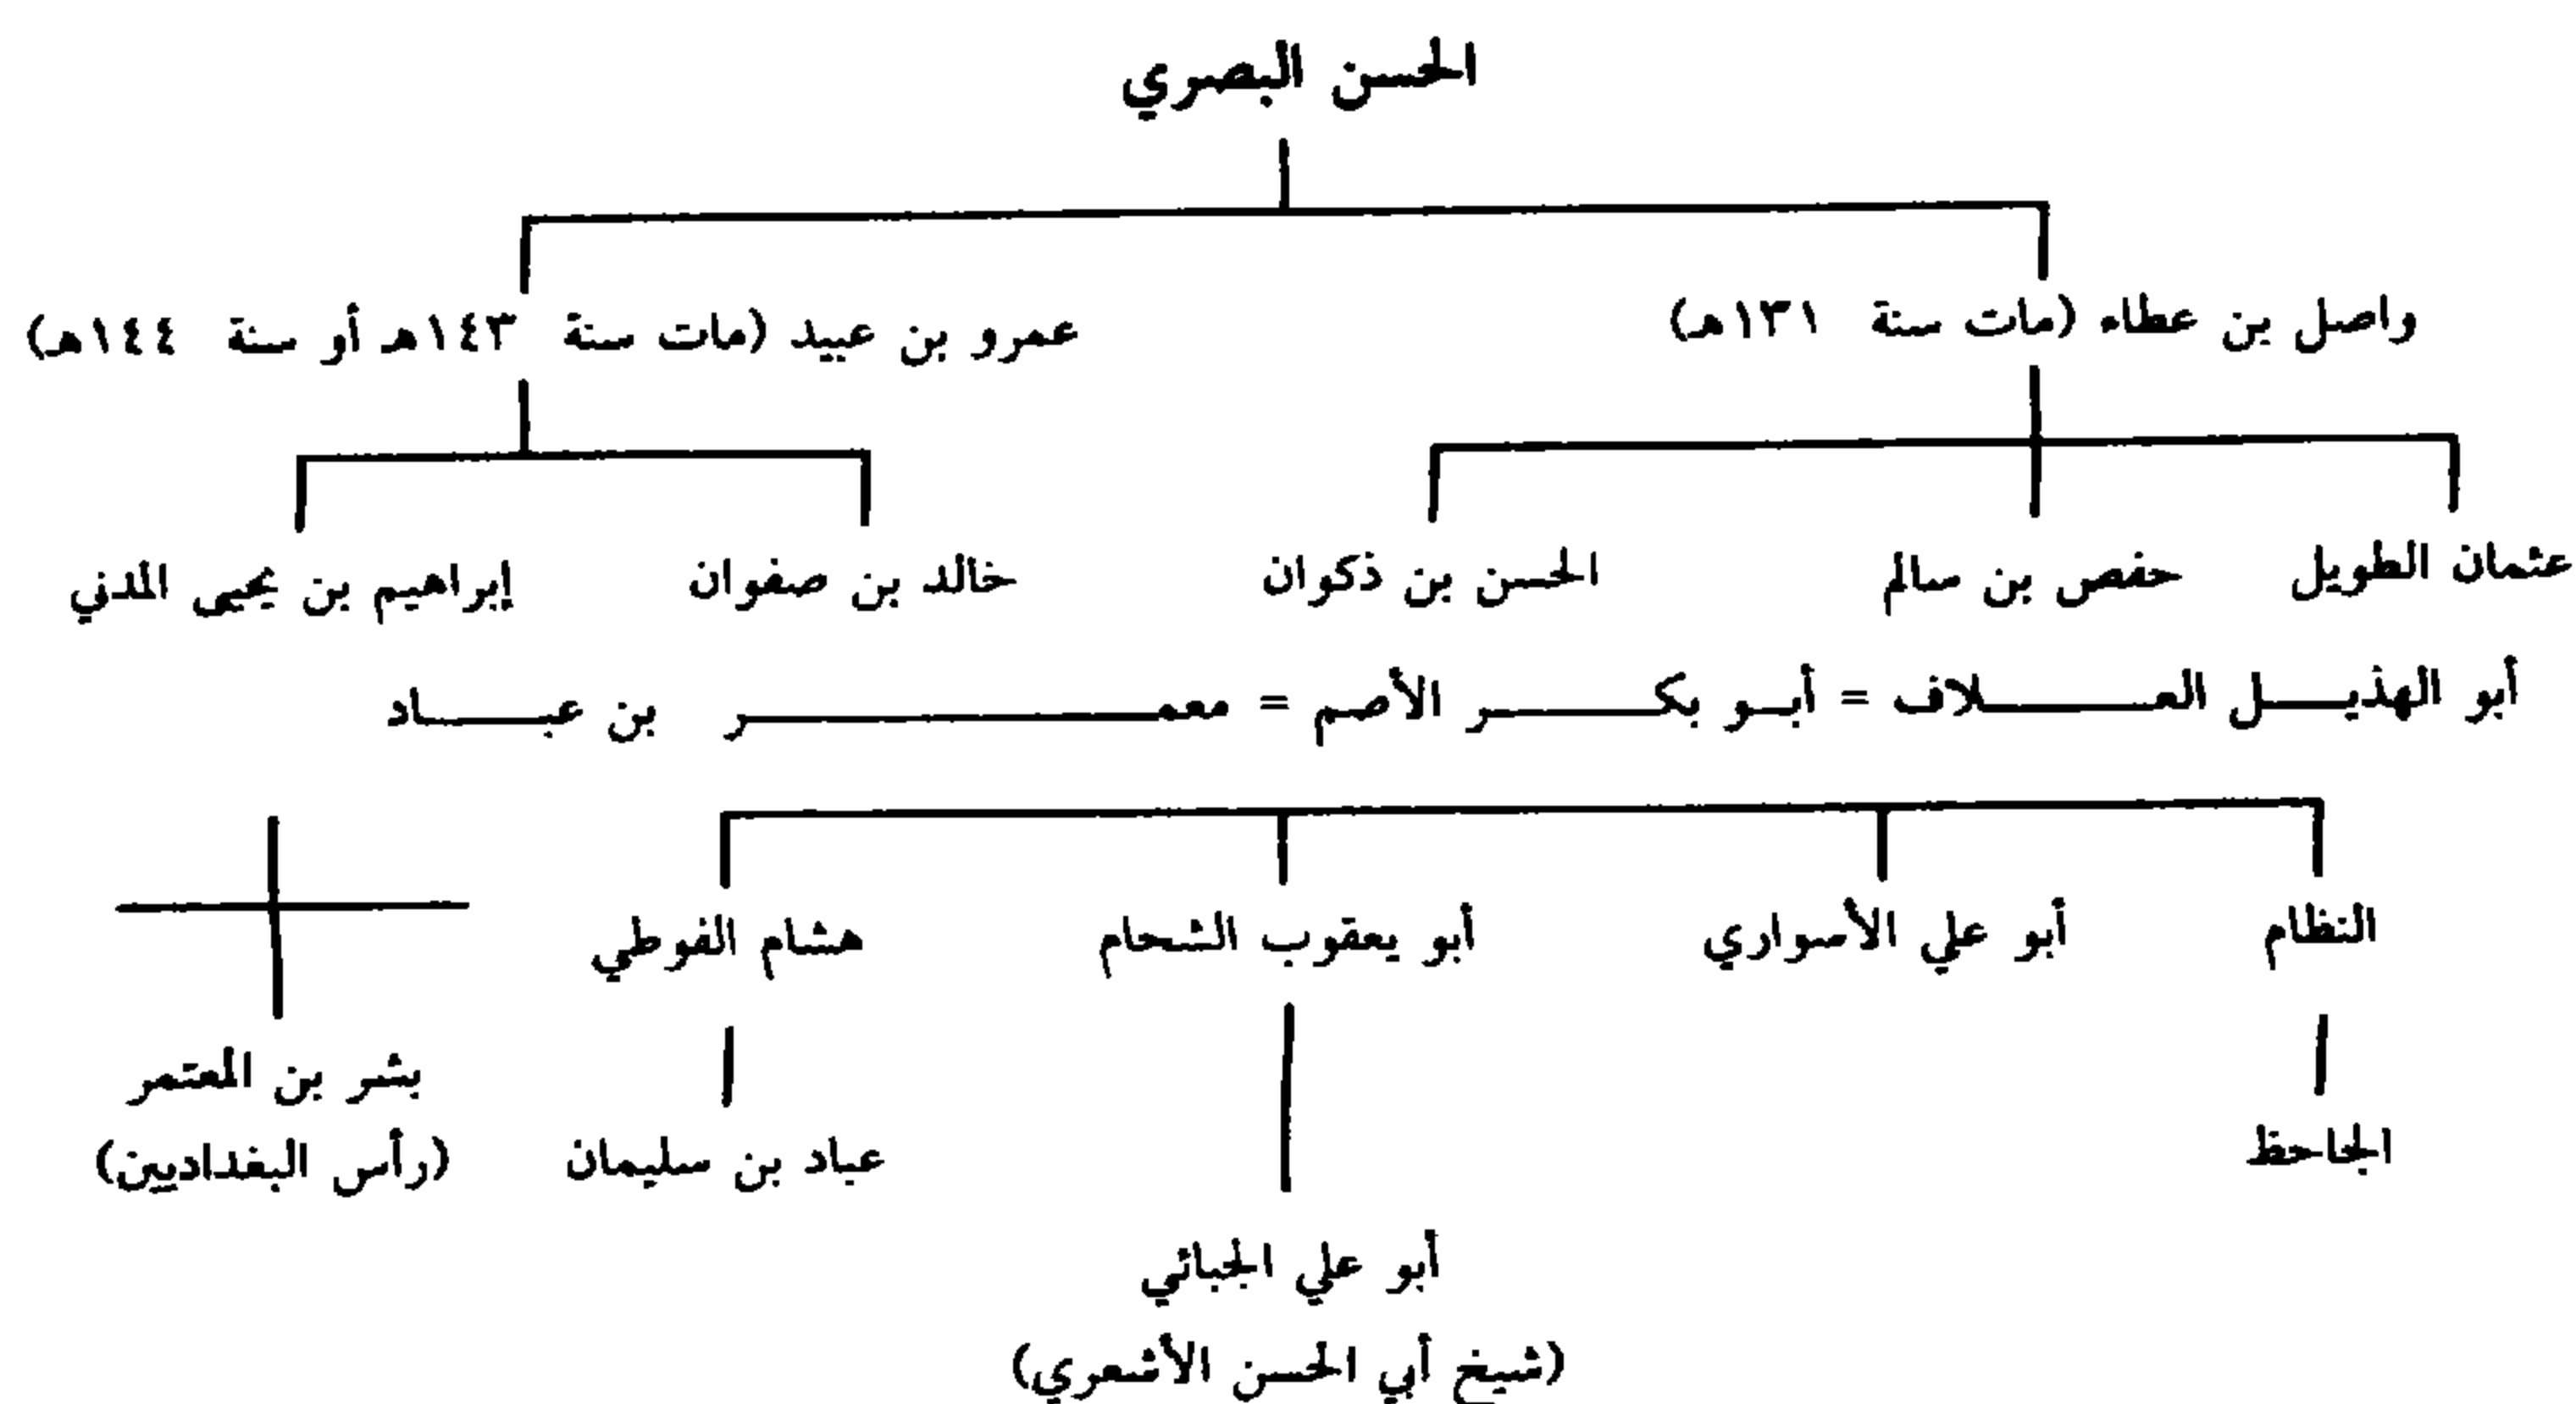 الحسن البصري
واصل بن عطاء (مات سنة ١٣١هـ)
عمرو بن عبيد (مات سنة ١٤٣هـ أو سنة ١٤٤هـ)
عثمان الطويل
حفص بن سالم
الحسن بن ذكوان
خالد بن صفوان
إبراهيم بن يحيى المدني
أبو الهذيل العلاف = أبو بكر الأصم = معمر بن عباد
النظام
أبو علي الأسواري
أبو يعقوب الشحام
هشام الفوطي
الجاحظ
عباد بن سليمان
بشر بن المعتمر
(رأس البغداديين)
أبو علي الجبائي
(شيخ أبي الحسن الأشعري)